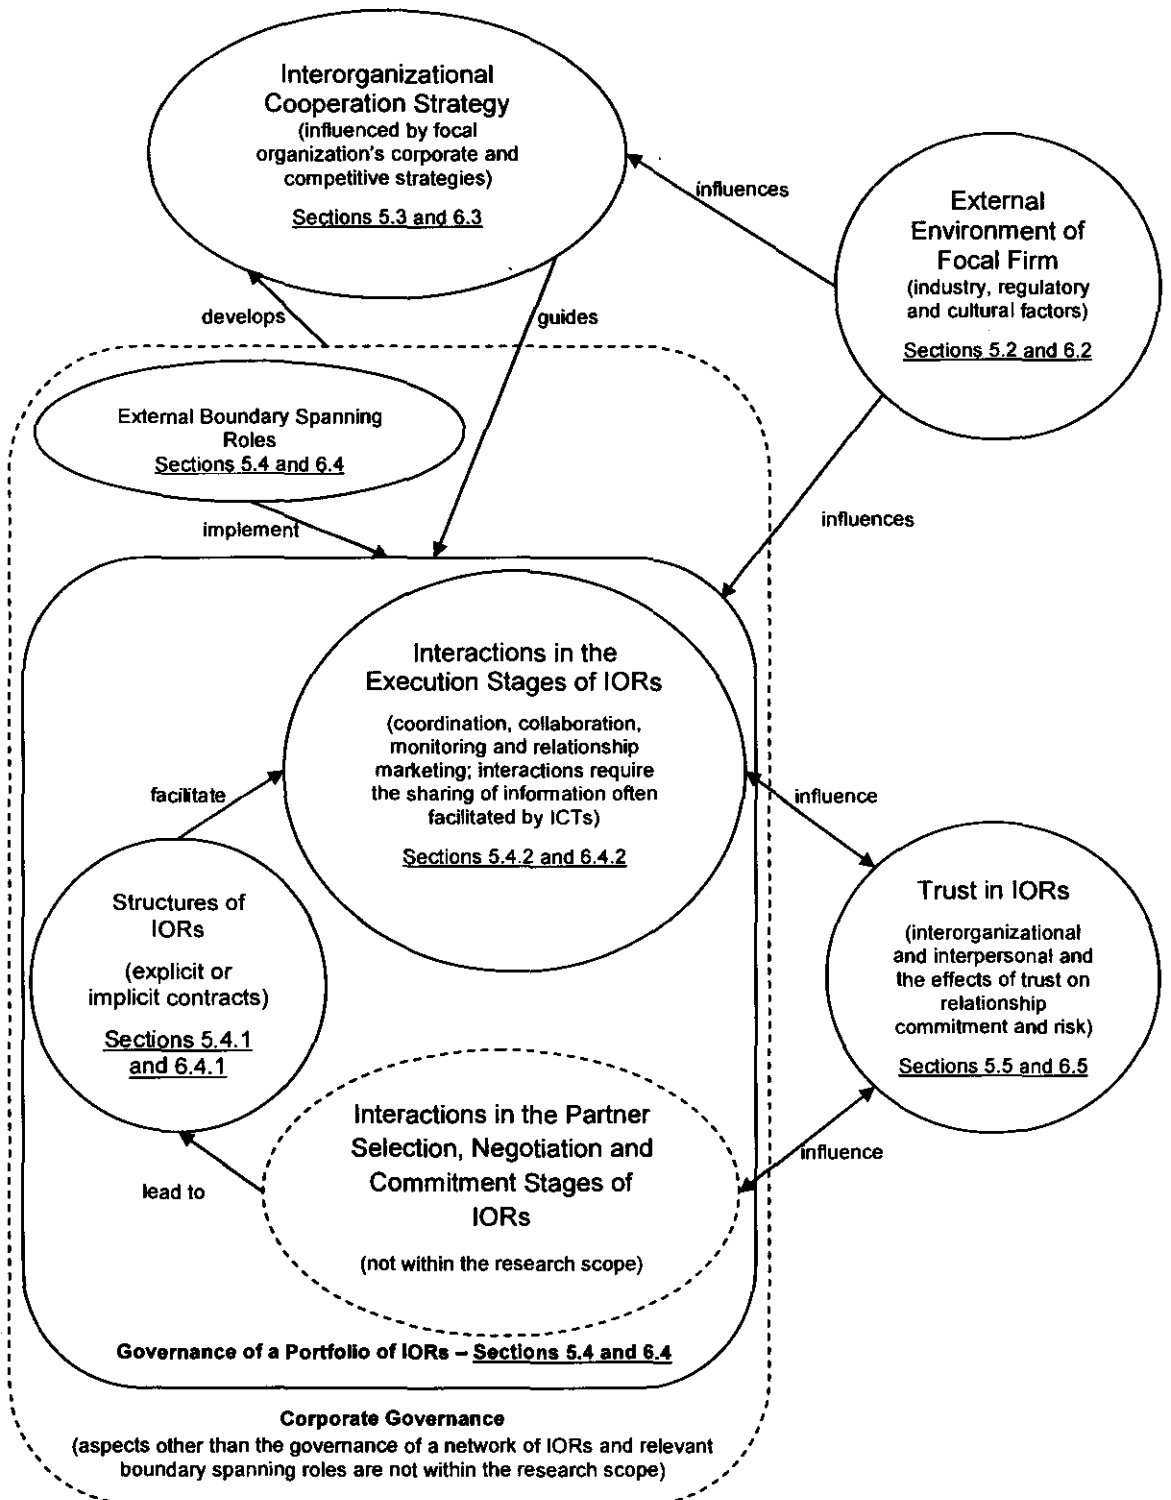 Interorganizational
Cooperation Strategy
(influenced by focal
organization's corporate and
competitive strategies)
Sections 5.3 and 6.3
influences
External
Environment of
Focal Firm
(industry, regulatory
and cultural factors)
Sections 5.2 and 6.2
develops
guides
External Boundary Spanning
Roles
Sections 5.4 and 6.4
implement
influences
Interactions in the
Execution Stages of IORs
(coordination, collaboration,
monitoring and relationship
marketing; interactions require
the sharing of information often
facilitated by ICTs)
Sections 5.4.2 and 6.4.2
facilitate
influence
Structures of
IORs
(explicit or
implicit contracts)
Sections 5.4.1
and 6.4.1
Trust in IORs
(interorganizational
and interpersonal and
the effects of trust on
relationship
commitment and risk)
Sections 5.5 and 6.5
Interactions in the Partner
Selection, Negotiation and
Commitment Stages of
IORs
(not within the research scope)
lead to
influence
Governance of a Portfolio of IORs – Sections 5.4 and 6.4
Corporate Governance
(aspects other than the governance of a network of IORs and relevant
boundary spanning roles are not within the research scope)